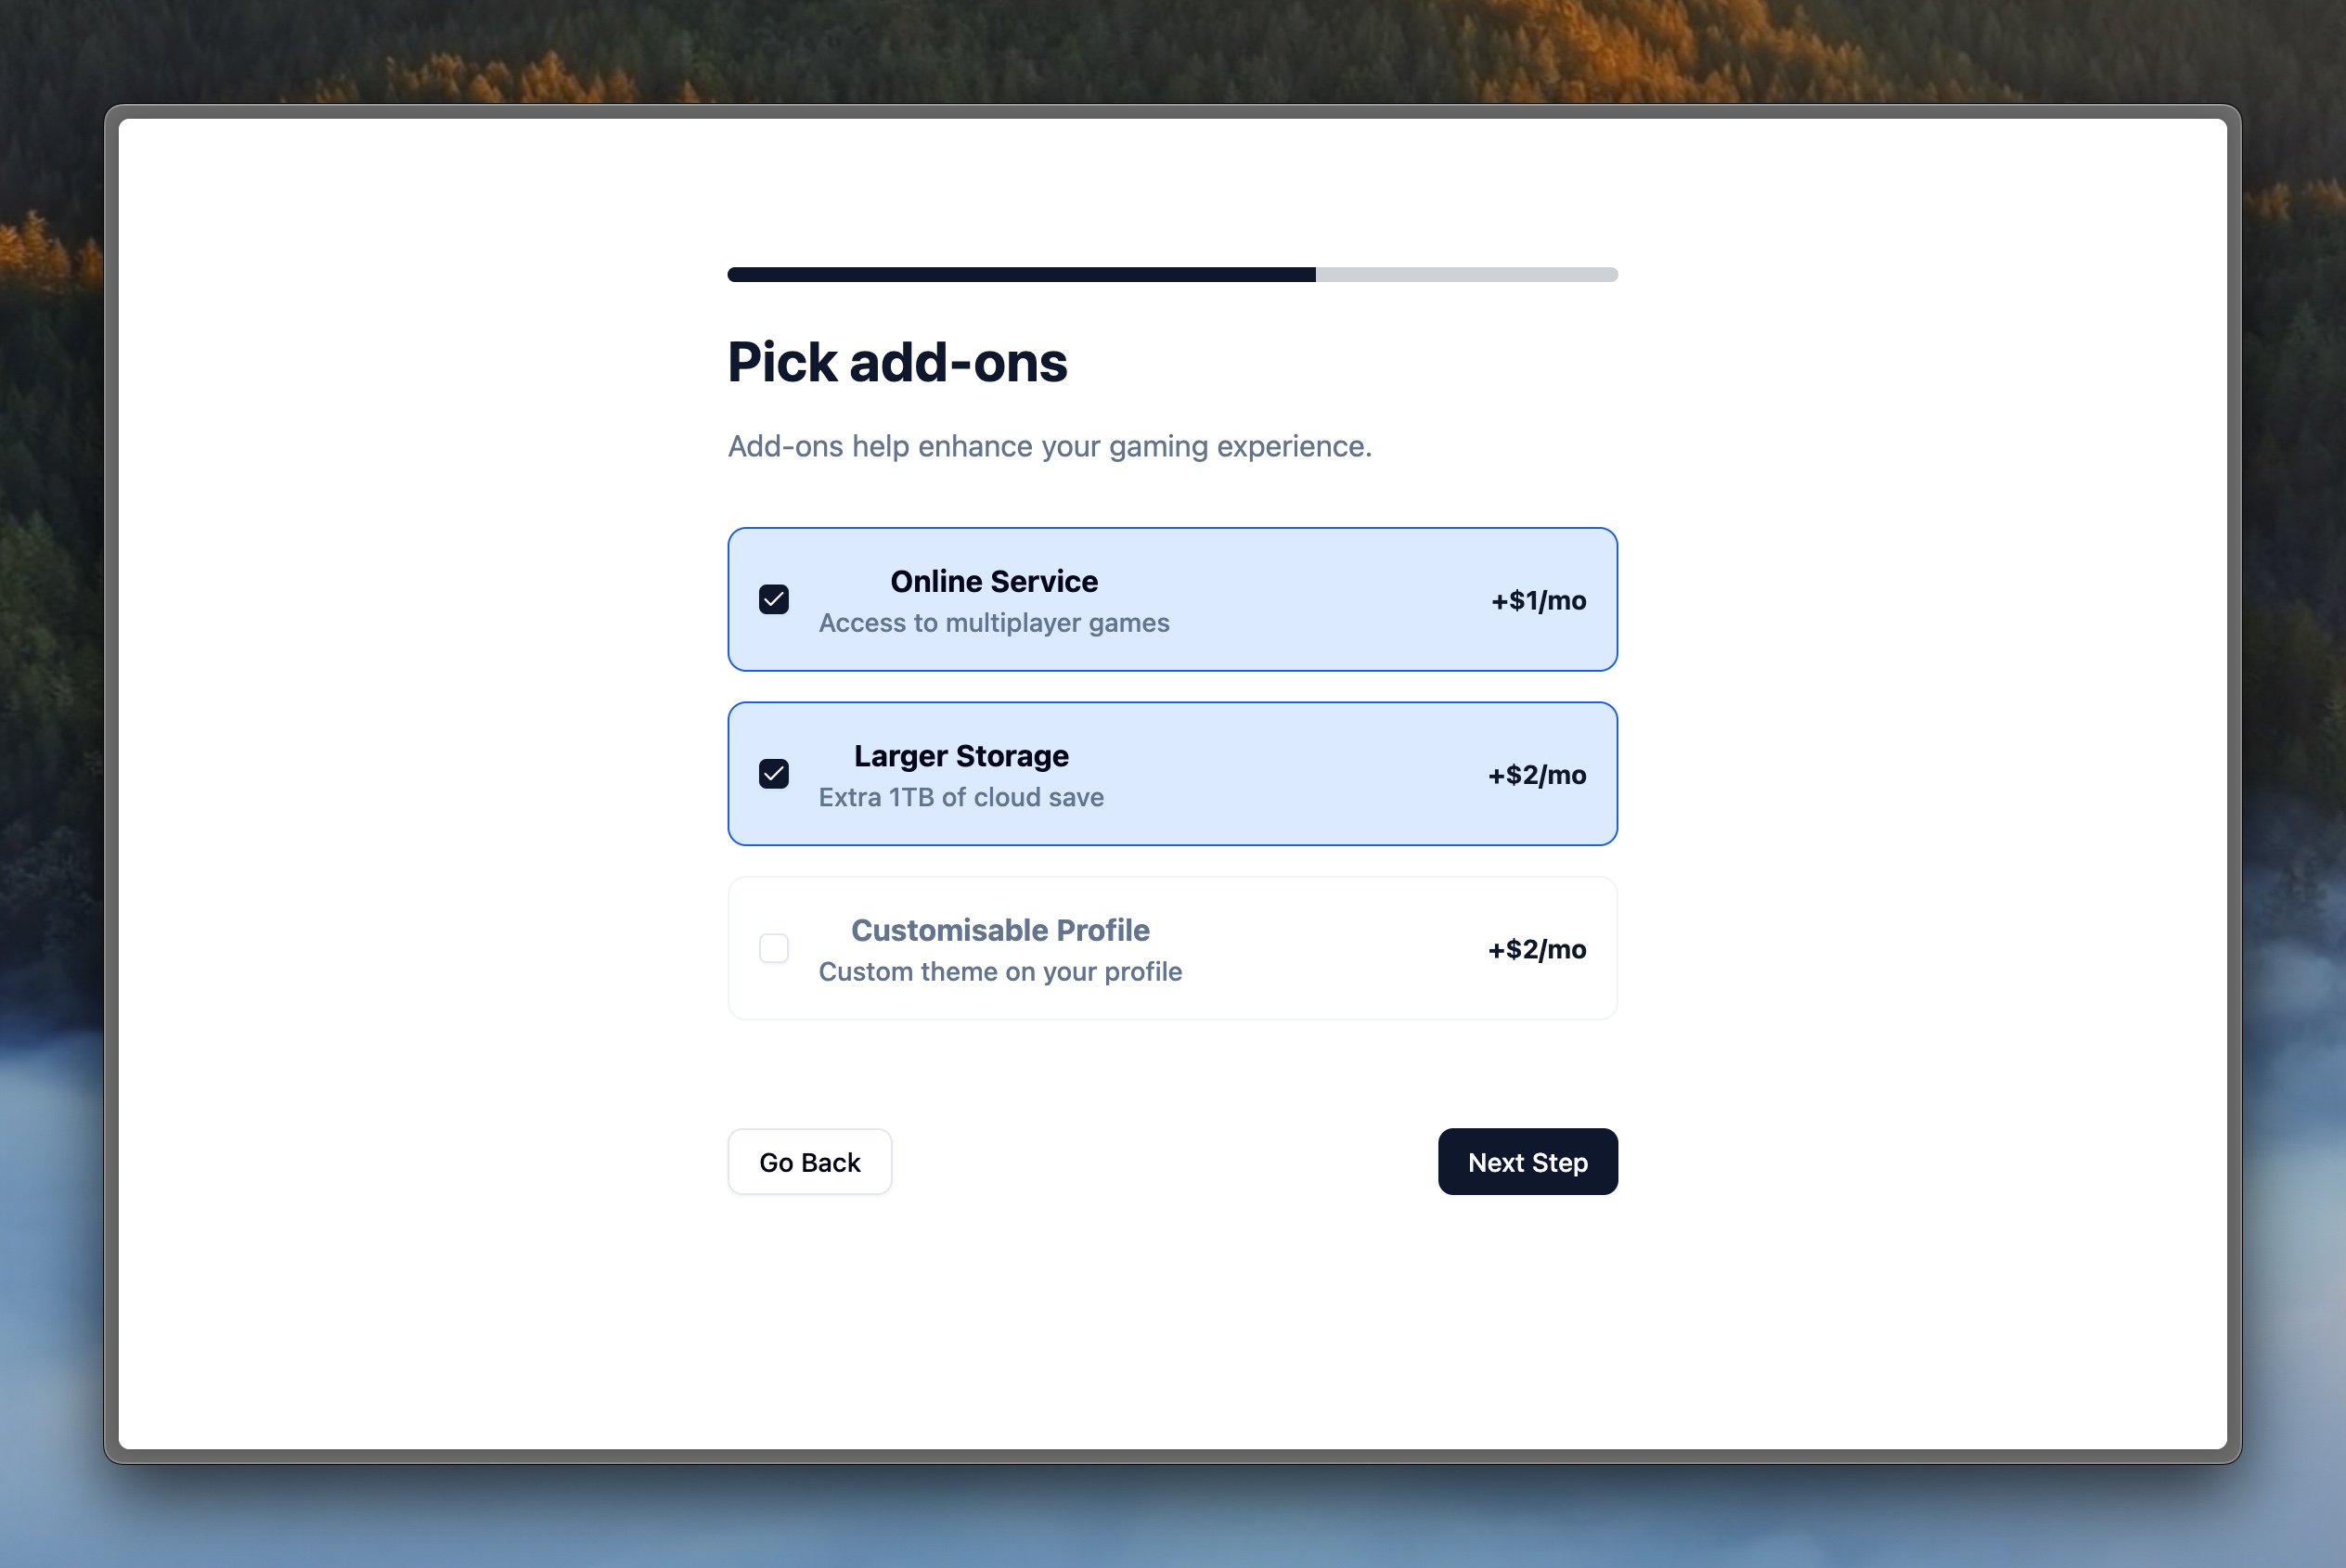 Pick add-ons
Add-ons help enhance your gaming experience.
Online Service
Access to multiplayer games
+$1/mo
Larger Storage
Extra 1TB of cloud save
+$2/mo
Customisable Profile
Custom theme on your profile
+$2/mo
Go Back
Next Step